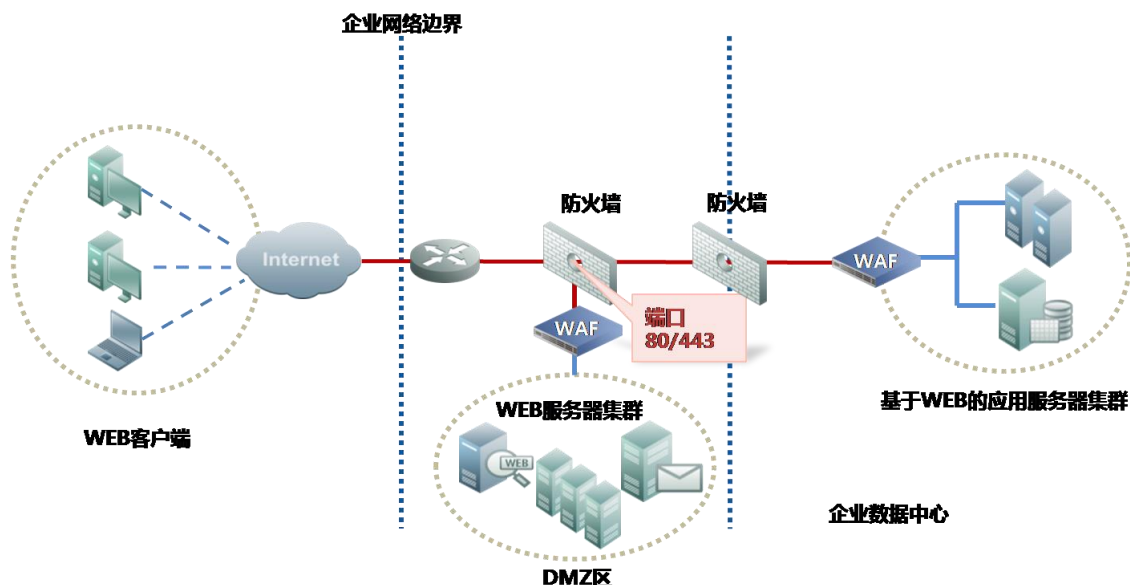 企业网络边界
防火墙
防火墙
Internet
WAF
WAF
端口
80/443
WEB服务器集群
WEB
基于WEB的应用服务器集群
WEB客户端
企业数据中心
DMZ区